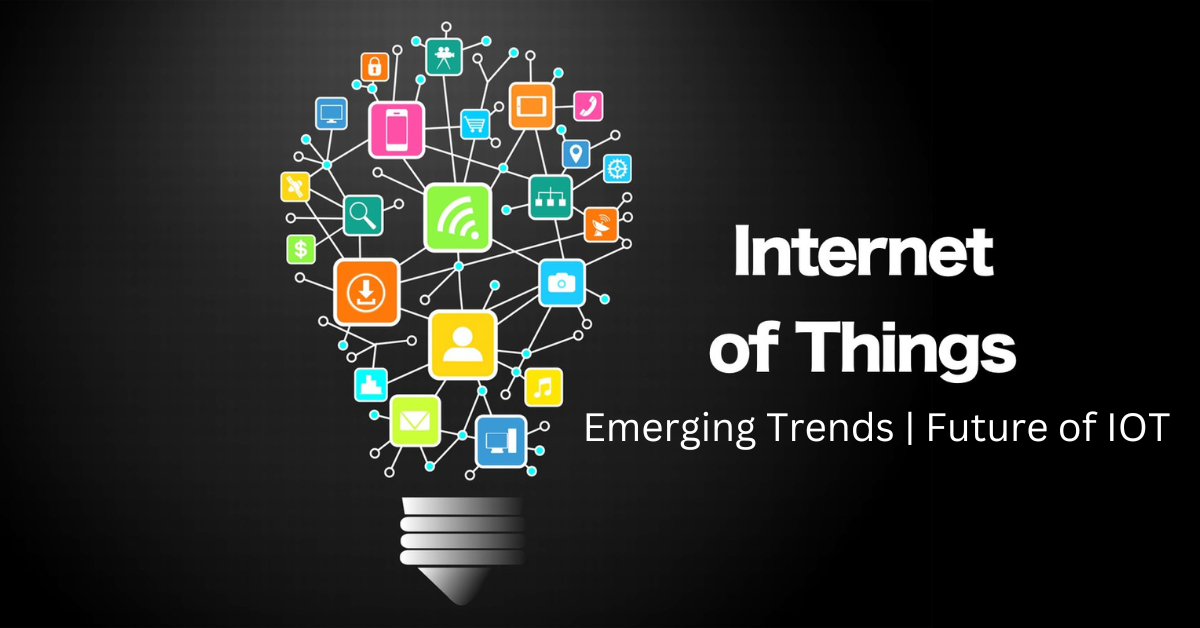 Internet
of Things
Emerging Trends | Future of IOT